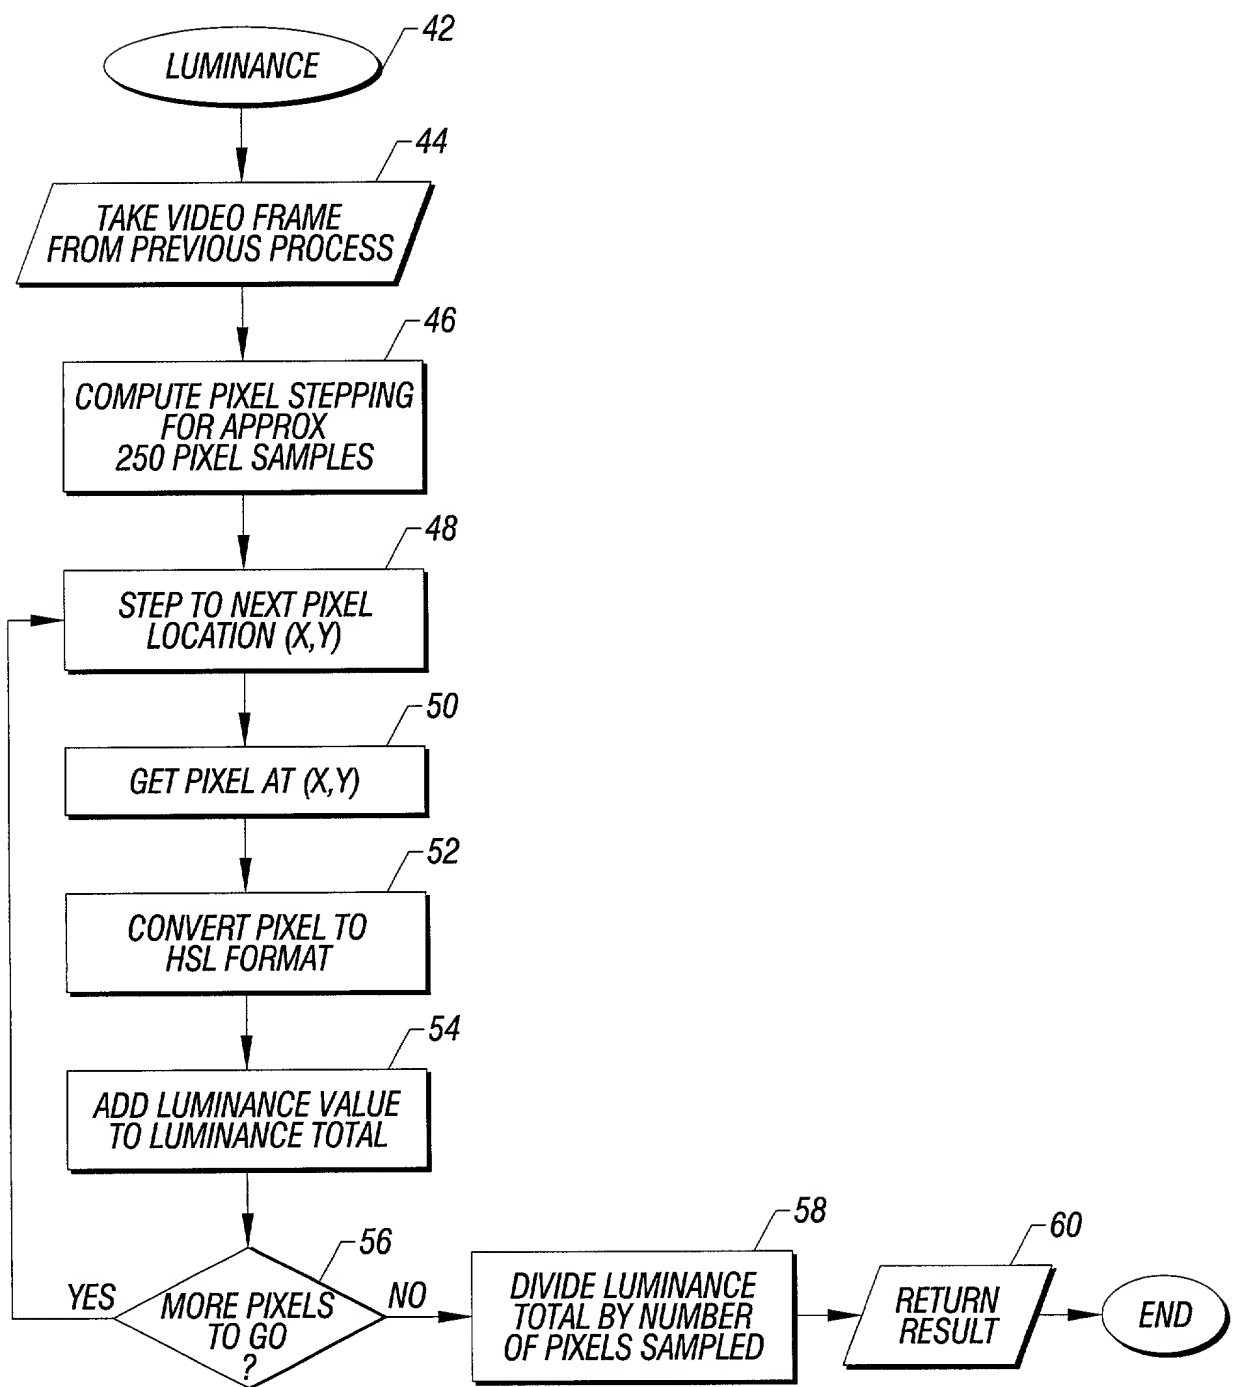 42
LUMINANCE
44
TAKE VIDEO FRAME
FROM PREVIOUS PROCESS
46
COMPUTE PIXEL STEPPING
FOR APPROX
250 PIXEL SAMPLES
48
STEP TO NEXT PIXEL
LOCATION (X,Y)
50
GET PIXEL AT (X,Y)
52
CONVERT PIXEL TO
HSL FORMAT
54
ADD LUMINANCE VALUE
TO LUMINANCE TOTAL
56
YES
MORE PIXELS
TO GO
?
NO
58
DIVIDE LUMINANCE
TOTAL BY NUMBER
OF PIXELS SAMPLED
60
RETURN
RESULT
END